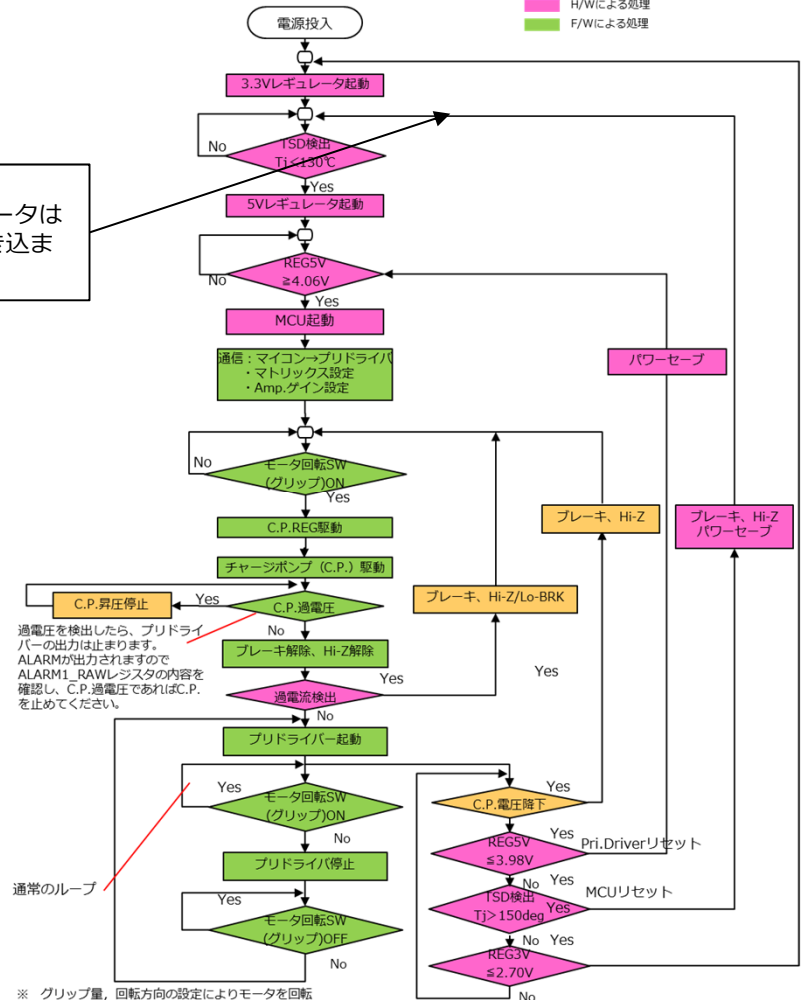 H/Wによる処理
F/Wによる処理
電源投入
3.3Vレギュレータ起動
No
TSD検出
Tj≦130℃
Yes
ータは
き込ま
5Vレギュレータ起動
REG5V
≧4.06V
No
Yes
MCU起動
通信：マイコン→プリドライバ
・マトリックス設定
・Amp.ゲイン設定
パワーセーブ
No
モータ回転SW
(グリップ)ON
Yes
C.P.REG駆動
ブレーキ、Hi-Z
ブレーキ、Hi-Z
パワーセーブ
チャージポンプ（C.P.）駆動
C.P.昇圧停止
Yes
C.P.過電圧
ブレーキ、Hi-Z/Lo-BRK
No
過電圧を検出したら、プリドライ
バーの出力は止まります。
ALARMが出力されますので
ALARM1_RAWレジスタの内容を
確認し、C.P.過電圧であればC.P.
を止めてください。
ブレーキ解除、Hi-Z解除
Yes
Yes
過電流検出
No
プリドライバー起動
Yes
モータ回転SW
(グリップ)ON
No
Yes
C.P.電圧降下
Yes
REG5V
≦3.98V
Pri.Driverリセット
プリドライバ停止
通常のループ
Yes
No
Yes
TSD検出
Tj＞150deg
Yes
MCUリセット
モータ回転SW
(グリップ)OFF
No
No
Yes
REG3V
≦2.70V
No
※　グリップ量，回転方向の設定によりモータを回転